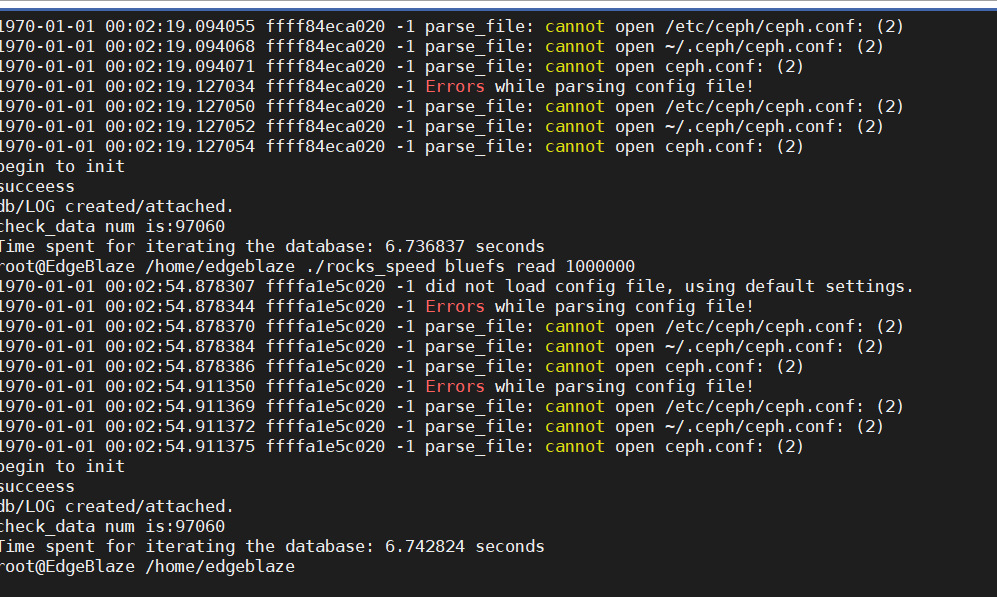 1970-01-01 00:02:19.094055 ffff84eca020 -1 parse_file: cannot open /etc/ceph/ceph.conf: (2)
1970-01-01 00:02:19.094068 ffff84eca020 -1 parse_file: cannot open ~/.ceph/ceph.conf: (2)
1970-01-01 00:02:19.094071 ffff84eca020 -1 parse_file: cannot open ceph.conf: (2)
1970-01-01 00:02:19.127034 ffff84eca020 -1 Errors while parsing config file!
1970-01-01 00:02:19.127050 ffff84eca020 -1 parse_file: cannot open /etc/ceph/ceph.conf: (2)
1970-01-01 00:02:19.127052 ffff84eca020 -1 parse_file: cannot open ~/.ceph/ceph.conf: (2)
1970-01-01 00:02:19.127054 ffff84eca020 -1 parse_file: cannot open ceph.conf: (2)
begin to init
succeess
db/LOG created/attached.
check_data num is:97060
Time spent for iterating the database: 6.736837 seconds
root@EdgeBlaze /home/edgeblaze ./rocks_speed bluefs read 1000000
1970-01-01 00:02:54.878307 ffffa1e5c020 -1 did not load config file, using default settings.
1970-01-01 00:02:54.878344 ffffa1e5c020 -1 Errors while parsing config file!
1970-01-01 00:02:54.878370 ffffa1e5c020 -1 parse_file: cannot open /etc/ceph/ceph.conf: (2)
1970-01-01 00:02:54.878384 ffffa1e5c020 -1 parse_file: cannot open ~/.ceph/ceph.conf: (2)
1970-01-01 00:02:54.878386 ffffa1e5c020 -1 parse_file: cannot open ceph.conf: (2)
1970-01-01 00:02:54.911350 ffffa1e5c020 -1 Errors while parsing config file!
1970-01-01 00:02:54.911369 ffffa1e5c020 -1 parse_file: cannot open /etc/ceph/ceph.conf: (2)
1970-01-01 00:02:54.911372 ffffa1e5c020 -1 parse_file: cannot open ~/.ceph/ceph.conf: (2)
1970-01-01 00:02:54.911375 ffffa1e5c020 -1 parse_file: cannot open ceph.conf: (2)
begin to init
succeess
db/LOG created/attached.
check_data num is:97060
Time spent for iterating the database: 6.742824 seconds
root@EdgeBlaze /home/edgeblaze